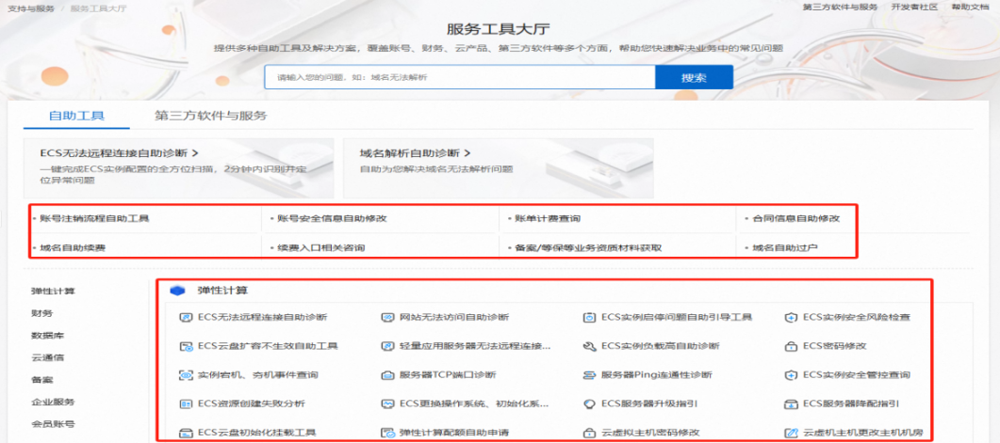 支持与服务 / 服务工具大厅
第三方软件与服务 开发者社区 帮助文档
服务工具大厅
提供多种自助工具及解决方案，覆盖账号、财务、云产品、第三方软件等多个方面，帮助您快速解决业务中的常见问题
请输入您的问题，如：域名无法解析 搜索
自助工具 第三方软件与服务
ECS无法远程连接自助诊断 > 域名解析自助诊断 >
一键完成ECS实例配置的全方位扫描，2分钟内识别并定 自助为您解决域名无法解析问题
位异常问题
· 账号注销流程自助工具 · 账号安全信息自助修改 · 账单计费查询 · 合同信息自助修改
· 域名自助续费 · 续费入口相关咨询 · 备案/等保等业务资质材料获取 · 域名自助过户
弹性计算
财务
数据库
云通信
备案
企业服务
会员账号
弹性计算
ECS无法远程连接自助诊断 网站无法访问自助诊断 ECS实例启停问题自助引导工具 ECS实例安全风险检查
ECS云盘扩容不生效自助工具 轻量应用服务器无法远程连接... ECS实例负载高自助诊断 ECS密码修改
实例宕机、夯机事件查询 服务器TCP端口诊断 服务器Ping连通性诊断 ECS实例安全管控查询
ECS资源创建失败分析 ECS更换操作系统、初始化系... ECS服务器升级指引 ECS服务器降配指引
ECS云盘初始化挂载工具 弹性计算配额自助申请 云虚拟主机密码修改 云虚机主机更改主机机房